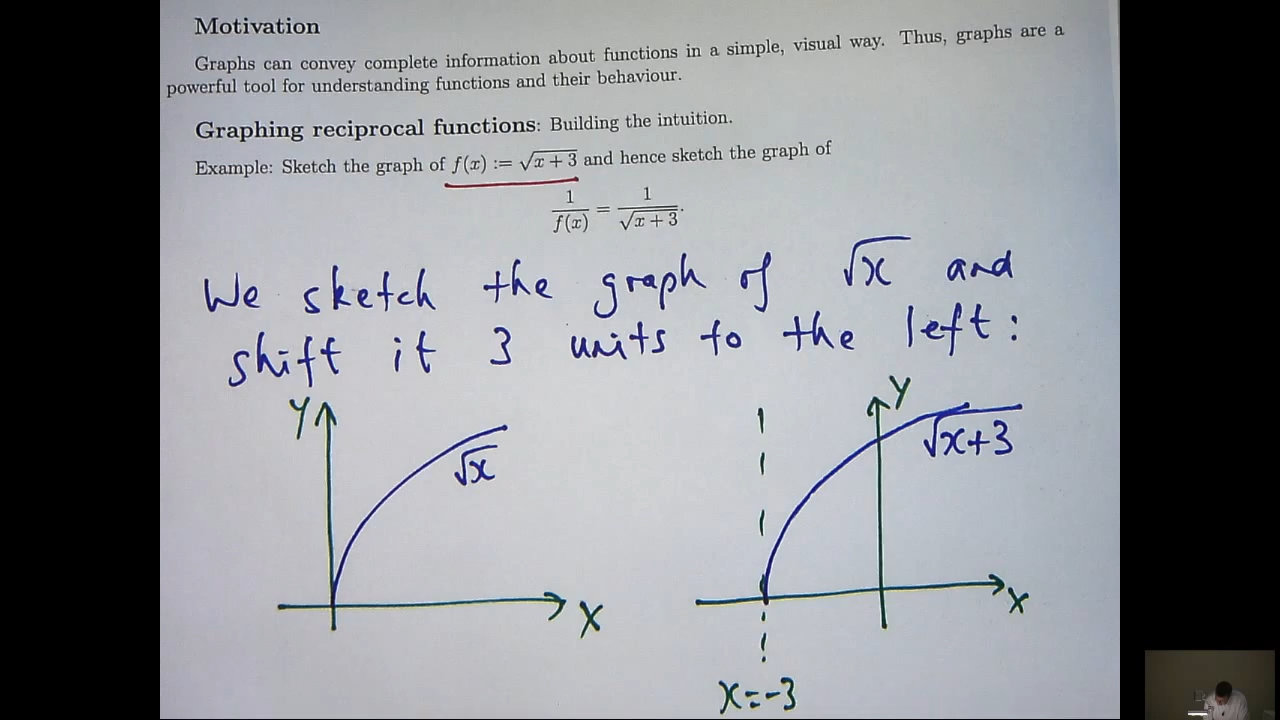 Motivation
Graphs can convey complete information about functions in a simple, visual way. Thus, graphs are a
powerful tool for understanding functions and their behaviour.
Graphing reciprocal functions: Building the intuition.
Example: Sketch the graph of f(x) := √(x + 3) and hence sketch the graph of
1/f(x) = 1/√(x + 3).
We sketch the graph of √x and
shift it 3 units to the left:
y
√x
x
y
√x+3
x
x=-3